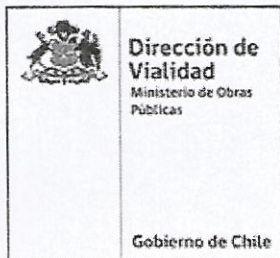 Dirección de
Vialidad
Ministerio de Obras
Públicas
Gobierno de Chile